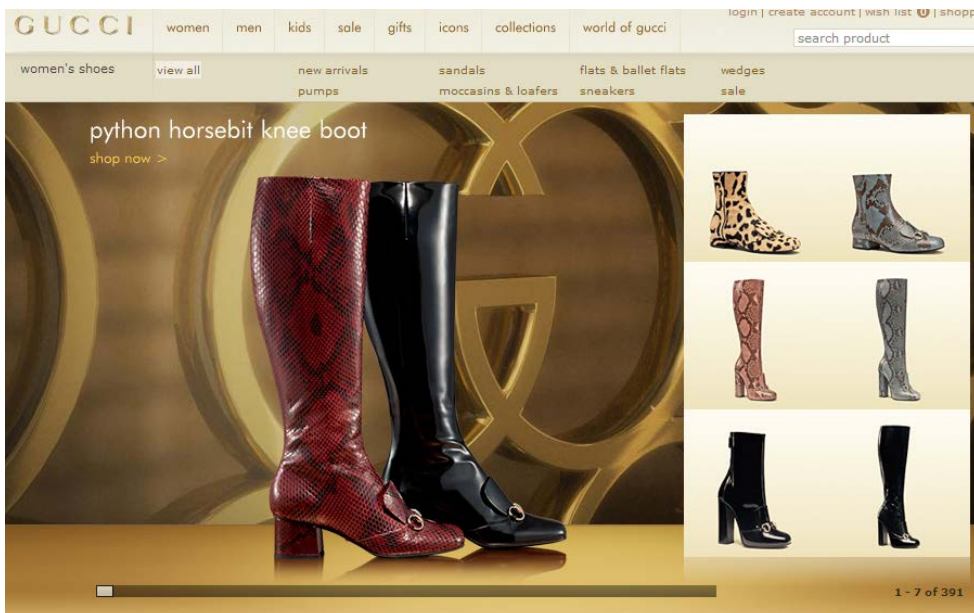 login | create account | wish list 0 | shopp
GUCCI
women
men
kids
sale
gifts
icons
collections
world of gucci
search product
women's shoes
view all
new arrivals
sandals
flats & ballet flats
wedges
pumps
moccasins & loafers
sneakers
sale
python horsebit knee boot
shop now >
1 - 7 of 391